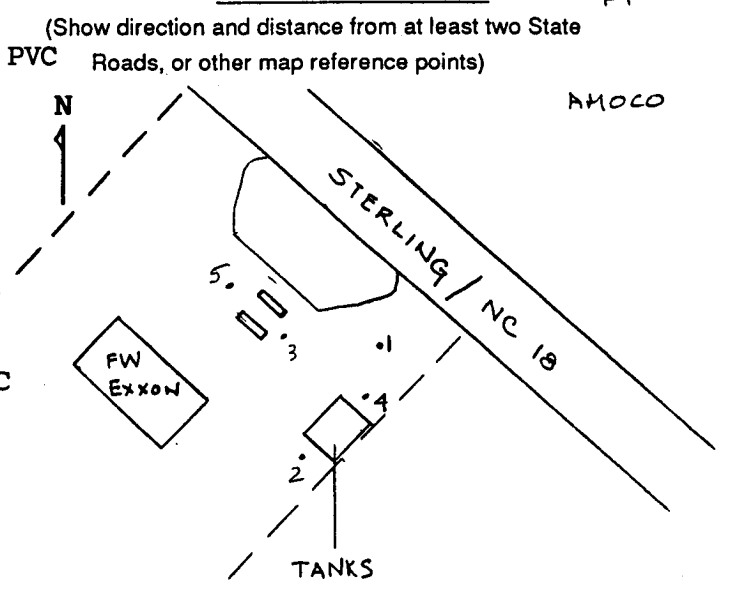 (Show direction and distance from at least two State
PVC Roads, or other map reference points)
N
AMOCO
STERLING / NC 18
5.
3
.1
FW
EXXON
.4
2
TANKS